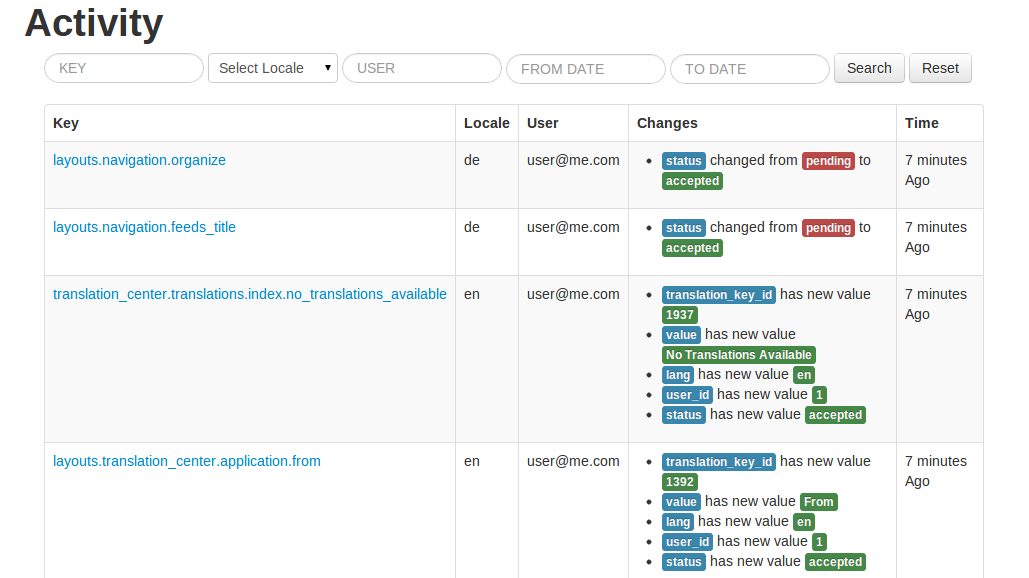 Activity
KEY Select Locale USER FROM DATE TO DATE Search Reset
Key Locale User Changes Time
layouts.navigation.organize de user@me.com status changed from pending to 7 minutes
accepted Ago
layouts.navigation.feeds_title de user@me.com status changed from pending to 7 minutes
accepted Ago
translation_center.translations.index.no_translations_available en user@me.com translation_key_id has new value 7 minutes
1937 Ago
value has new value
No Translations Available
lang has new value en
user_id has new value 1
status has new value accepted
layouts.translation_center.application.from en user@me.com translation_key_id has new value 7 minutes
1392 Ago
value has new value From
lang has new value en
user_id has new value 1
status has new value accepted